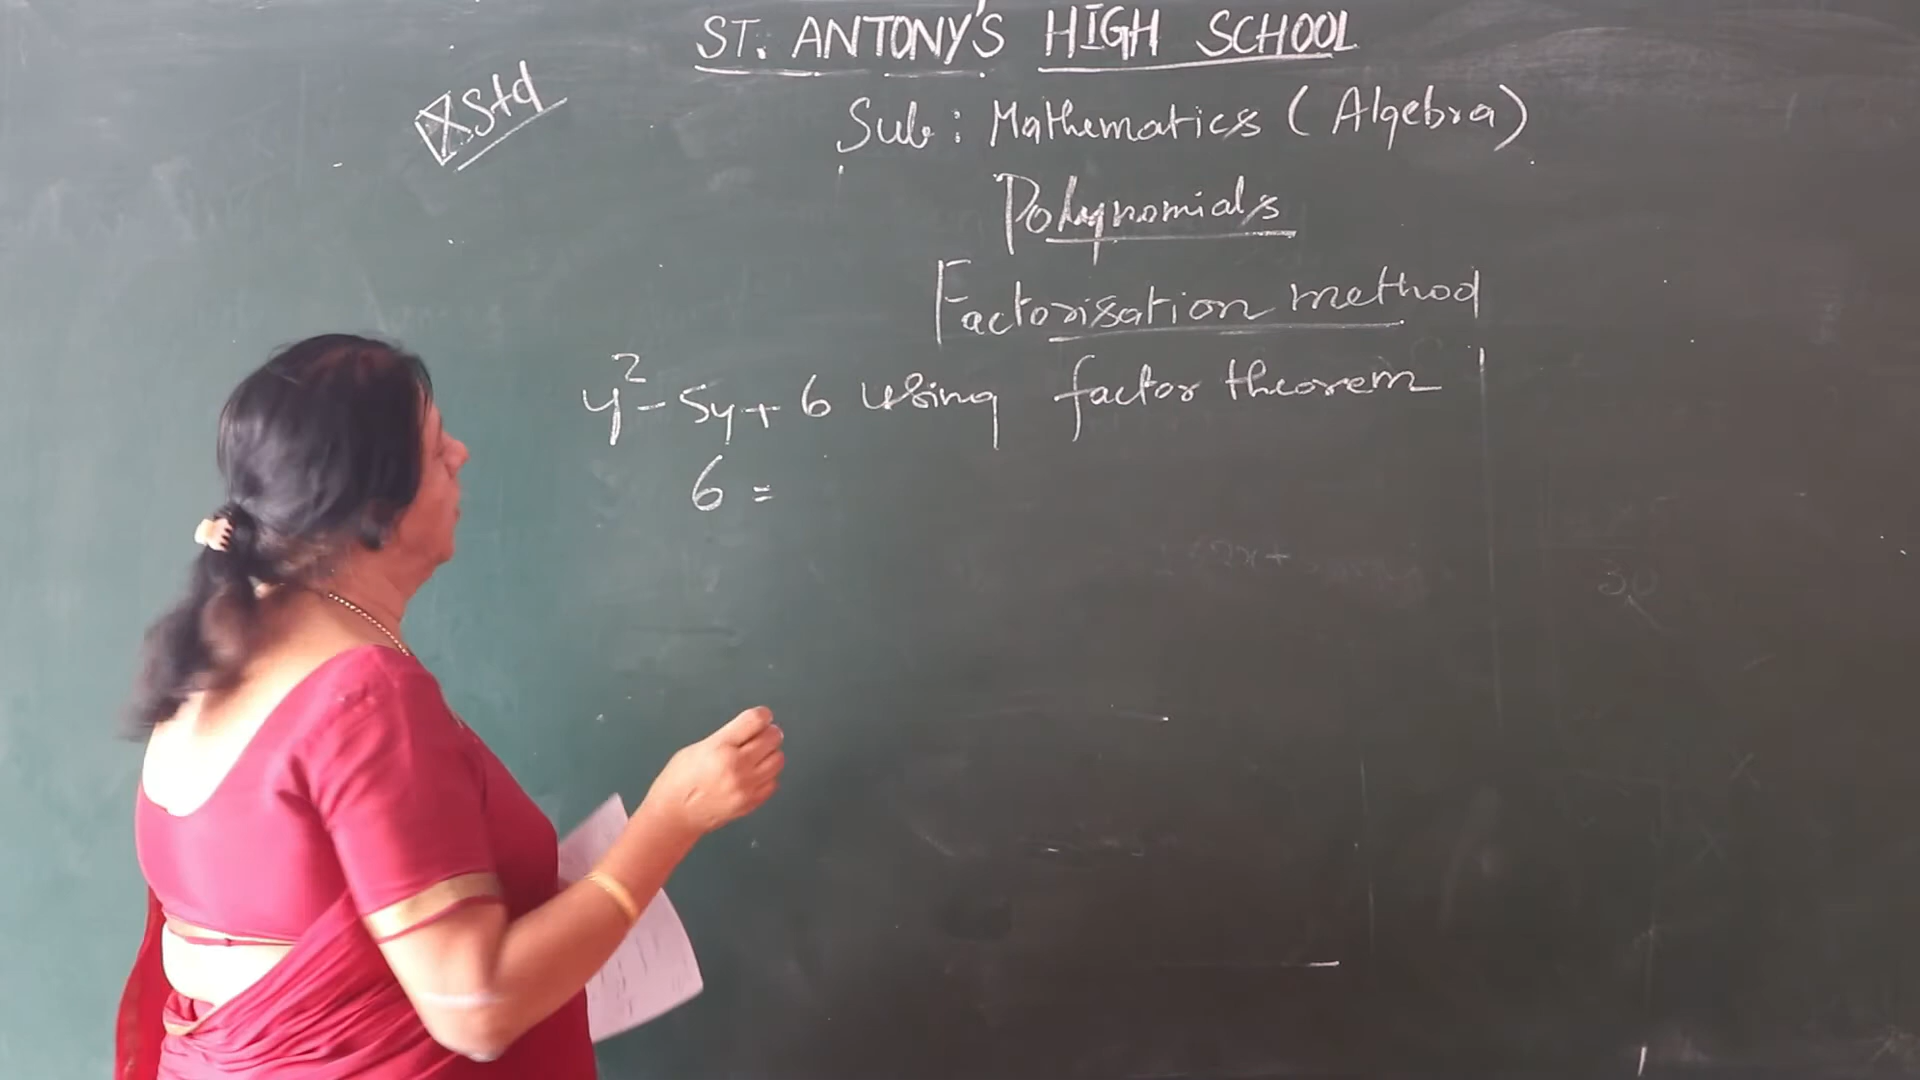 ST. ANTONY'S HIGH SCHOOL
X Std
Sub: Mathematics (Algebra)
Polynomials
Factorisation method
y² - 5y + 6 using factor theorem
6 =